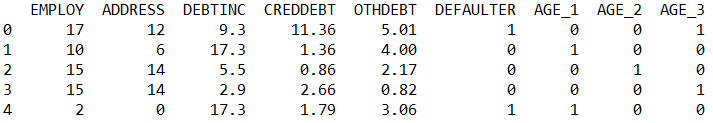 EMPLOY ADDRESS DEBTINC CREDDEBT OTHDEBT DEFAULTER AGE_1 AGE_2 AGE_3
0 17 12 9.3 11.36 5.01 1 0 0 1
1 10 6 17.3 1.36 4.00 0 1 0 0
2 15 14 5.5 0.86 2.17 0 0 1 0
3 15 14 2.9 2.66 0.82 0 0 0 1
4 2 0 17.3 1.79 3.06 1 1 0 0